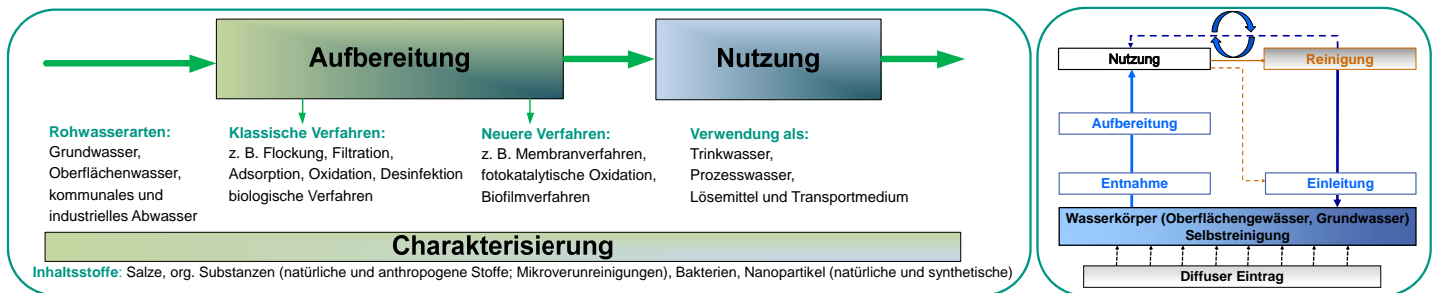 Aufbereitung
Nutzung
Rohwasserarten:
Grundwasser,
Oberflächenwasser,
kommunales und
industrielles Abwasser
Klassische Verfahren:
z. B. Flockung, Filtration,
Adsorption, Oxidation, Desinfektion
biologische Verfahren
Neuere Verfahren:
z. B. Membranverfahren,
fotokatalytische Oxidation,
Biofilmverfahren
Verwendung als:
Trinkwasser,
Prozesswasser,
Lösemittel und Transportmedium
Charakterisierung
Inhaltsstoffe: Salze, org. Substanzen (natürliche und anthropogene Stoffe; Mikroverunreinigungen), Bakterien, Nanopartikel (natürliche und synthetische)
Nutzung
Reinigung
Aufbereitung
Entnahme
Einleitung
Wasserkörper (Oberflächengewässer, Grundwasser)
Selbstreinigung
Diffuser Eintrag